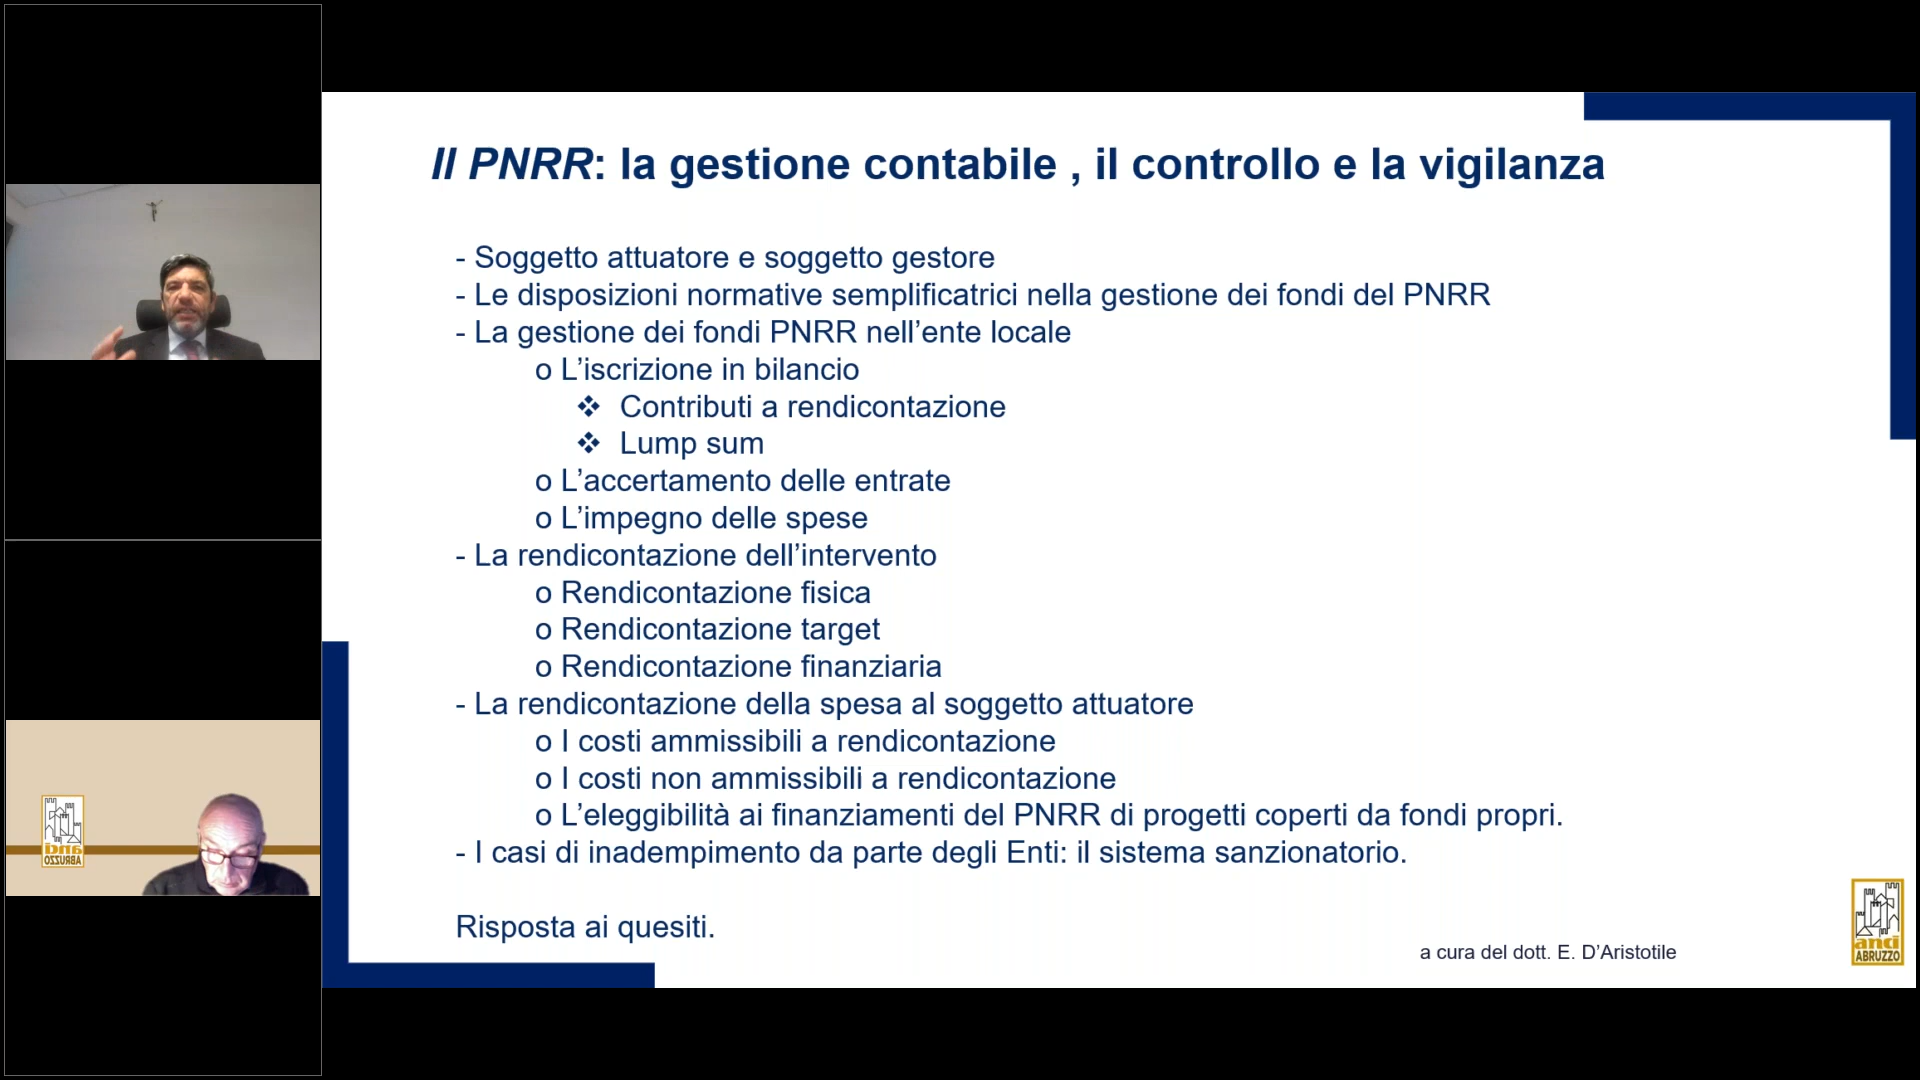 Il PNRR: la gestione contabile , il controllo e la vigilanza
- Soggetto attuatore e soggetto gestore
- Le disposizioni normative semplificatrici nella gestione dei fondi del PNRR
- La gestione dei fondi PNRR nell’ente locale
o L’iscrizione in bilancio
❖ Contributi a rendicontazione
❖ Lump sum
o L’accertamento delle entrate
o L’impegno delle spese
- La rendicontazione dell’intervento
o Rendicontazione fisica
o Rendicontazione target
o Rendicontazione finanziaria
- La rendicontazione della spesa al soggetto attuatore
o I costi ammissibili a rendicontazione
o I costi non ammissibili a rendicontazione
o L’eleggibilità ai finanziamenti del PNRR di progetti coperti da fondi propri.
- I casi di inadempimento da parte degli Enti: il sistema sanzionatorio.
Risposta ai quesiti.
a cura del dott. E. D’Aristotile
anci
ABRUZZO
anci
ABRUZZO